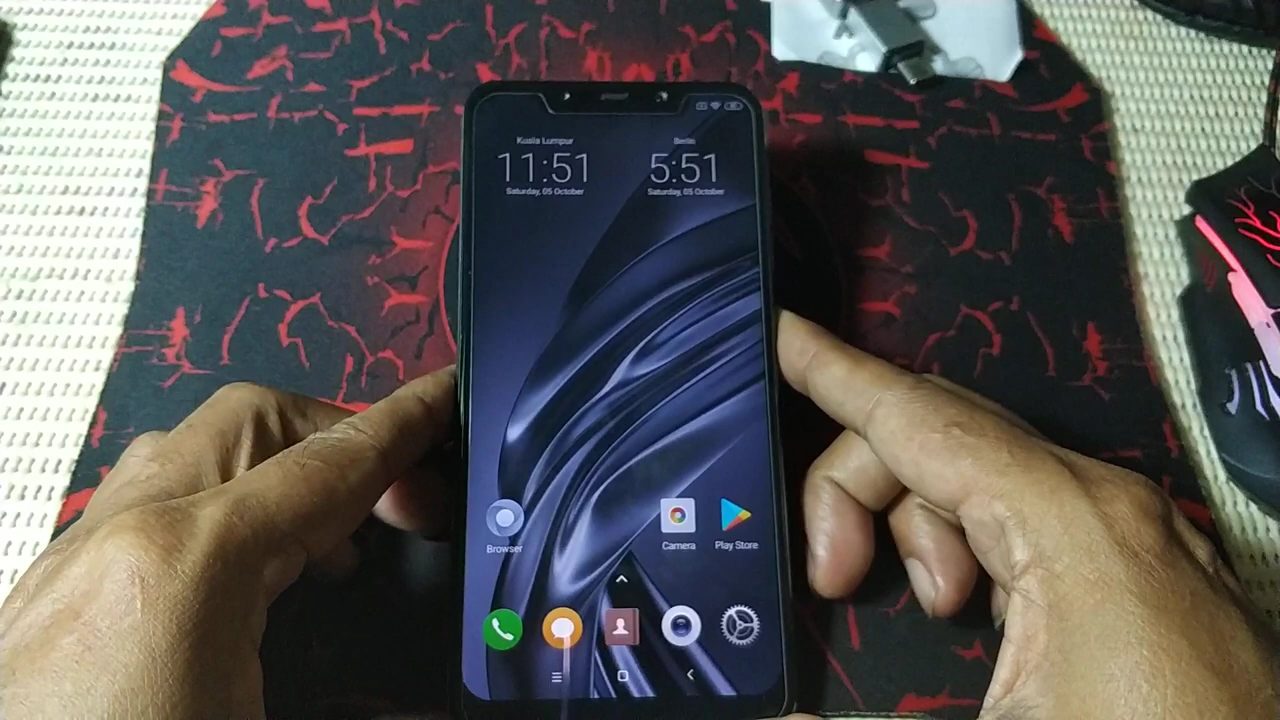 Kuala Lumpur
11:51
Saturday, 05 October
Berlin
5:51
Saturday, 05 October
Browser
Camera
Play Store